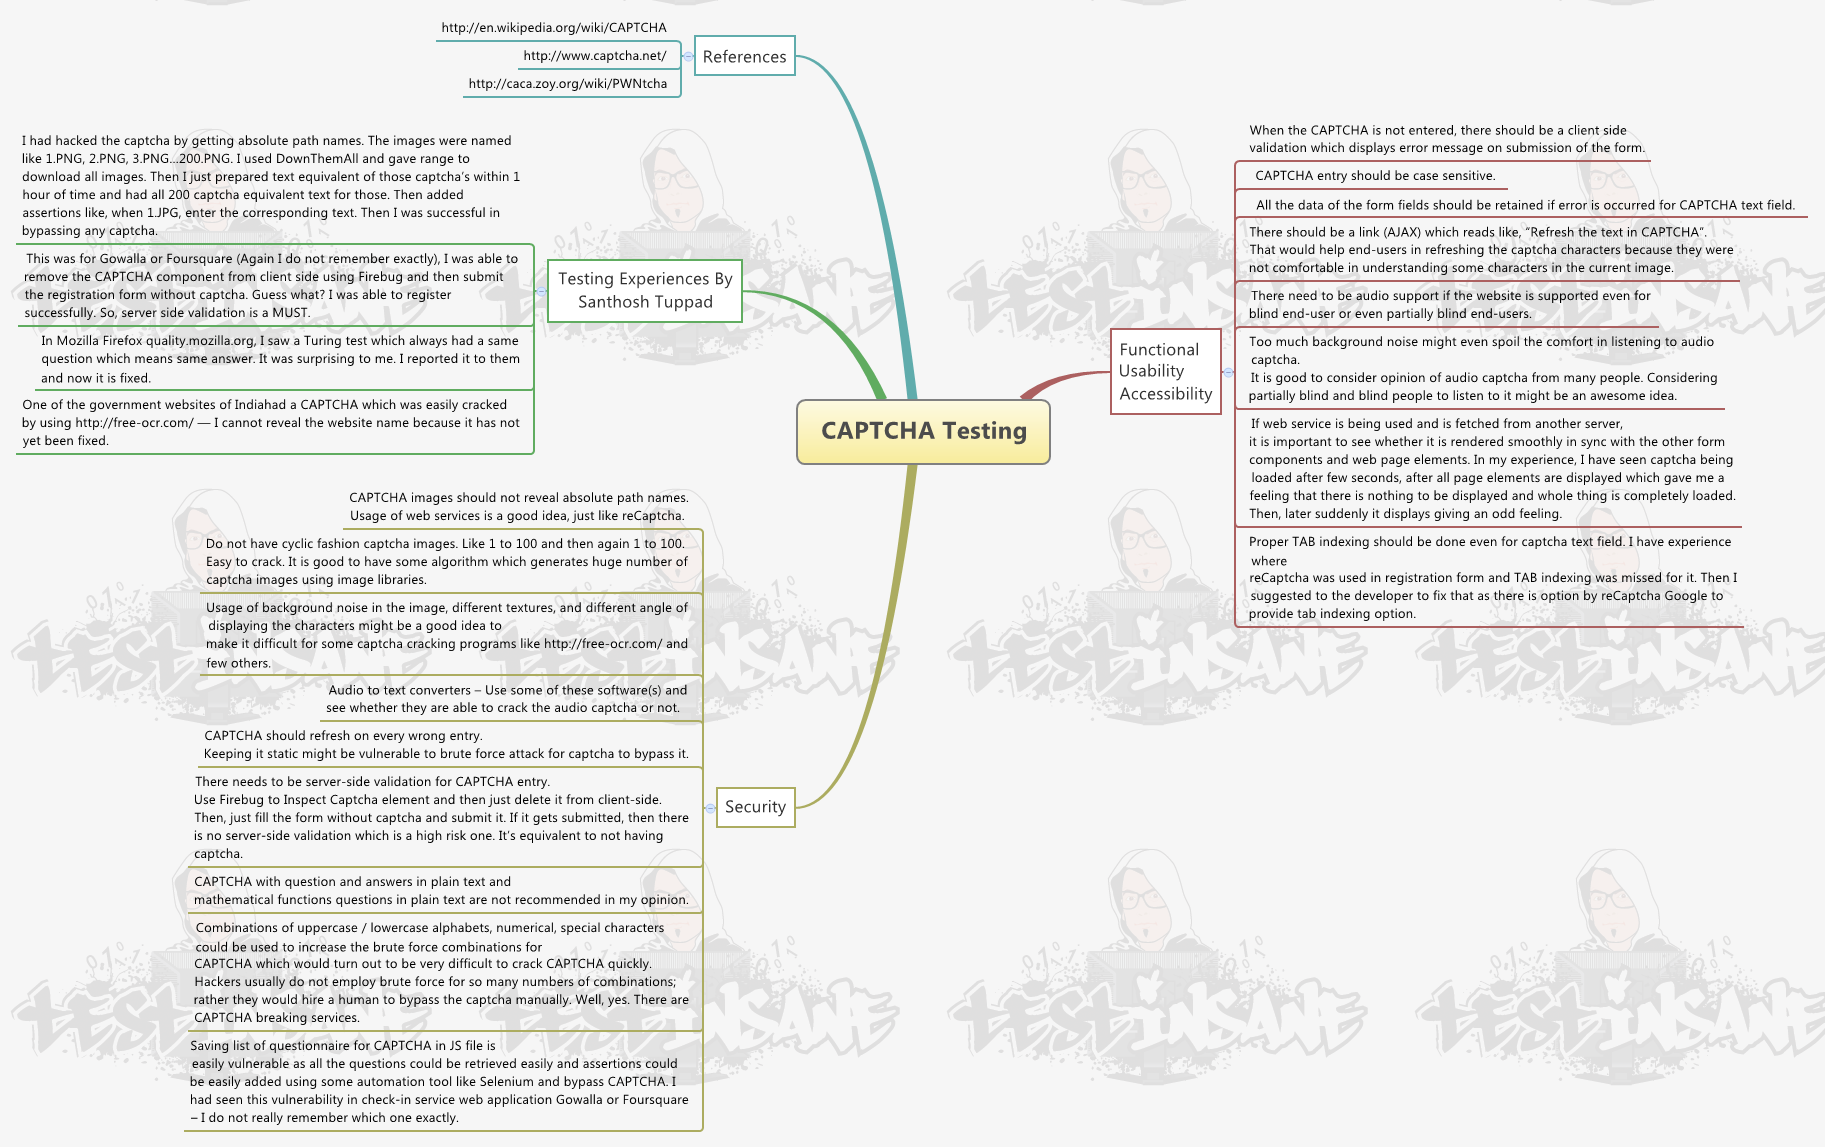 http://en.wikipedia.org/wiki/CAPTCHA
http://www.captcha.net/
http://caca.zoy.org/wiki/PWNtcha
References
I had hacked the captcha by getting absolute path names. The images were named
like 1.PNG, 2.PNG, 3.PNG...200.PNG. I used DownThemAll and gave range to
download all images. Then I just prepared text equivalent of those captcha's within 1
hour of time and had all 200 captcha equivalent text for those. Then added
assertions like, when 1.JPG, enter the corresponding text. Then I was successful in
bypassing any captcha.
This was for Gowalla or Foursquare (Again I do not remember exactly), I was able to
remove the CAPTCHA component from client side using Firebug and then submit
the registration form without captcha. Guess what? I was able to register
successfully. So, server side validation is a MUST.
In Mozilla Firefox quality.mozilla.org, I saw a Turing test which always had a same
question which means same answer. It was surprising to me. I reported it to them
and now it is fixed.
One of the government websites of Indiahad a CAPTCHA which was easily cracked
by using http://free-ocr.com/ — I cannot reveal the website name because it has not
yet been fixed.
Testing Experiences By
Santhosh Tuppad
CAPTCHA Testing
Functional
Usability
Accessibility
When the CAPTCHA is not entered, there should be a client side
validation which displays error message on submission of the form.
CAPTCHA entry should be case sensitive.
All the data of the form fields should be retained if error is occurred for CAPTCHA text field.
There should be a link (AJAX) which reads like, “Refresh the text in CAPTCHA”.
That would help end-users in refreshing the captcha characters because they were
not comfortable in understanding some characters in the current image.
There need to be audio support if the website is supported even for
blind end-user or even partially blind end-users.
Too much background noise might even spoil the comfort in listening to audio
captcha.
It is good to consider opinion of audio captcha from many people. Considering
partially blind and blind people to listen to it might be an awesome idea.
If web service is being used and is fetched from another server,
it is important to see whether it is rendered smoothly in sync with the other form
components and web page elements. In my experience, I have seen captcha being
loaded after few seconds, after all page elements are displayed which gave me a
feeling that there is nothing to be displayed and whole thing is completely loaded.
Then, later suddenly it displays giving an odd feeling.
Proper TAB indexing should be done even for captcha text field. I have experience
where
reCaptcha was used in registration form and TAB indexing was missed for it. Then I
suggested to the developer to fix that as there is option by reCaptcha Google to
provide tab indexing option.
CAPTCHA images should not reveal absolute path names.
Usage of web services is a good idea, just like reCaptcha.
Do not have cyclic fashion captcha images. Like 1 to 100 and then again 1 to 100.
Easy to crack. It is good to have some algorithm which generates huge number of
captcha images using image libraries.
Usage of background noise in the image, different textures, and different angle of
displaying the characters might be a good idea to
make it difficult for some captcha cracking programs like http://free-ocr.com/ and
few others.
Audio to text converters – Use some of these software(s) and
see whether they are able to crack the audio captcha or not.
CAPTCHA should refresh on every wrong entry.
Keeping it static might be vulnerable to brute force attack for captcha to bypass it.
There needs to be server-side validation for CAPTCHA entry.
Use Firebug to Inspect Captcha element and then just delete it from client-side.
Then, just fill the form without captcha and submit it. If it gets submitted, then there
is no server-side validation which is a high risk one. It's equivalent to not having
captcha.
CAPTCHA with question and answers in plain text and
mathematical functions questions in plain text are not recommended in my opinion.
Combinations of uppercase / lowercase alphabets, numerical, special characters
could be used to increase the brute force combinations for
CAPTCHA which would turn out to be very difficult to crack CAPTCHA quickly.
Hackers usually do not employ brute force for so many numbers of combinations;
rather they would hire a human to bypass the captcha manually. Well, yes. There are
CAPTCHA breaking services.
Saving list of questionnaire for CAPTCHA in JS file is
easily vulnerable as all the questions could be retrieved easily and assertions could
be easily added using some automation tool like Selenium and bypass CAPTCHA. I
had seen this vulnerability in check-in service web application Gowalla or Foursquare
– I do not really remember which one exactly.
Security
TEST INSANE
TEST INSANE
TEST INSANE
TEST INSANE
TEST INSANE
TEST INSANE
TEST INSANE
TEST INSANE
TEST INSANE
TEST INSANE
TEST INSANE
TEST INSANE